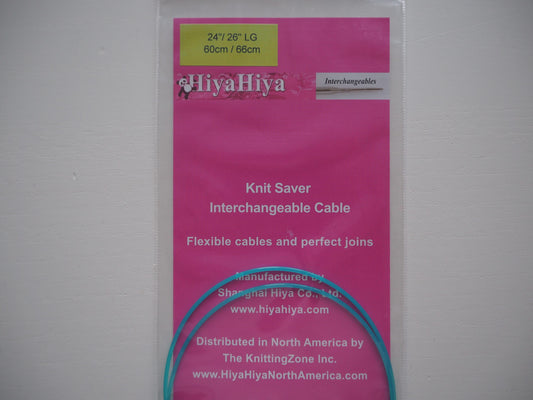 24"/ 26" LG
60cm / 66cm
HiyaHiya®
Interchangeables
Knit Saver
Interchangeable Cable
Flexible cables and perfect joins
Manufactured by
Shanghai Hiya Co., Ltd.
www.hiyahiya.com
Distributed in North America by
The KnittingZone Inc.
www.HiyaHiyaNorthAmerica.com